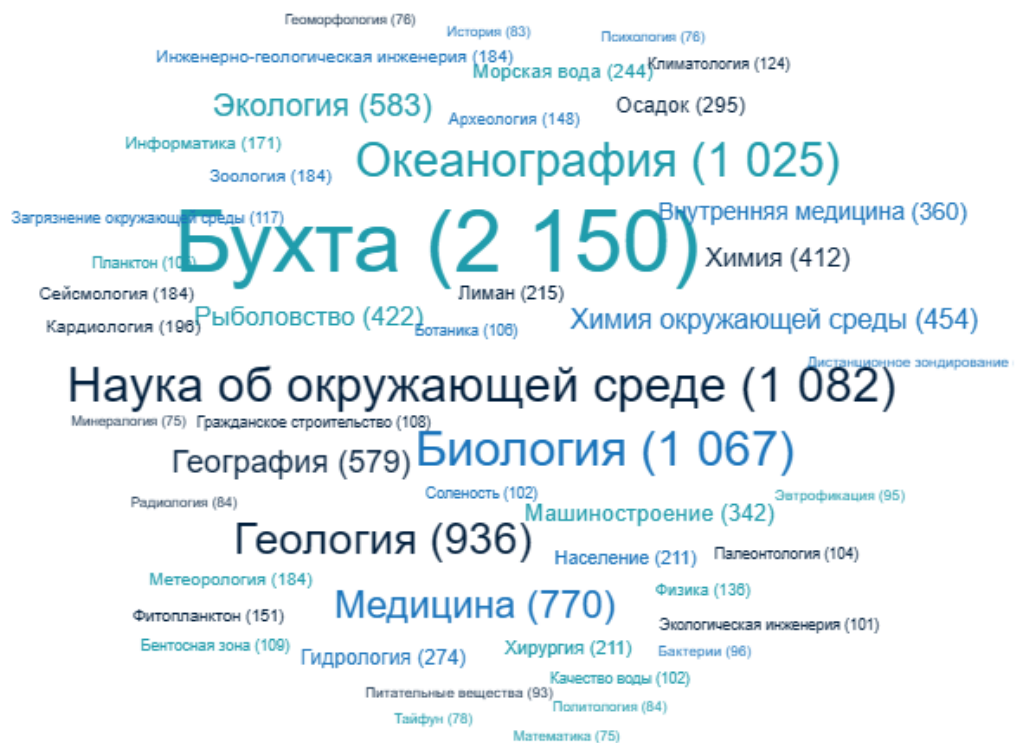 Геоморфология (76)
История (83)
Психология (76)
Инженерно-геологическая инженерия (184)
Морская вода (244)
Климатология (124)
Экология (583)
Осадок (295)
Археология (148)
Информатика (171)
Океанография (1 025)
Зоология (184)
Загрязнение окружающей среды (117)
Внутренняя медицина (360)
Бухта (2 150)
Химия (412)
Планктон
Сейсмология (184)
Лиман (215)
Рыболовство (422)
Химия окружающей среды (454)
Кардиология (196)
Ботаника (106)
Дистанционное зондирование
Наука об окружающей среде (1 082)
Минералогия (75)
Гражданское строительство (108)
География (579)
Биология (1 067)
Соленость (102)
Эвтрофикация (95)
Радиология (84)
Машиностроение (342)
Геология (936)
Население (211)
Палеонтология (104)
Метеорология (184)
Физика (136)
Медицина (770)
Фитопланктон (151)
Экологическая инженерия (101)
Бентосная зона (109)
Гидрология (274)
Хирургия (211)
Бактерии (96)
Качество воды (102)
Питательные вещества (93)
Политология (84)
Тайфун (78)
Математика (75)